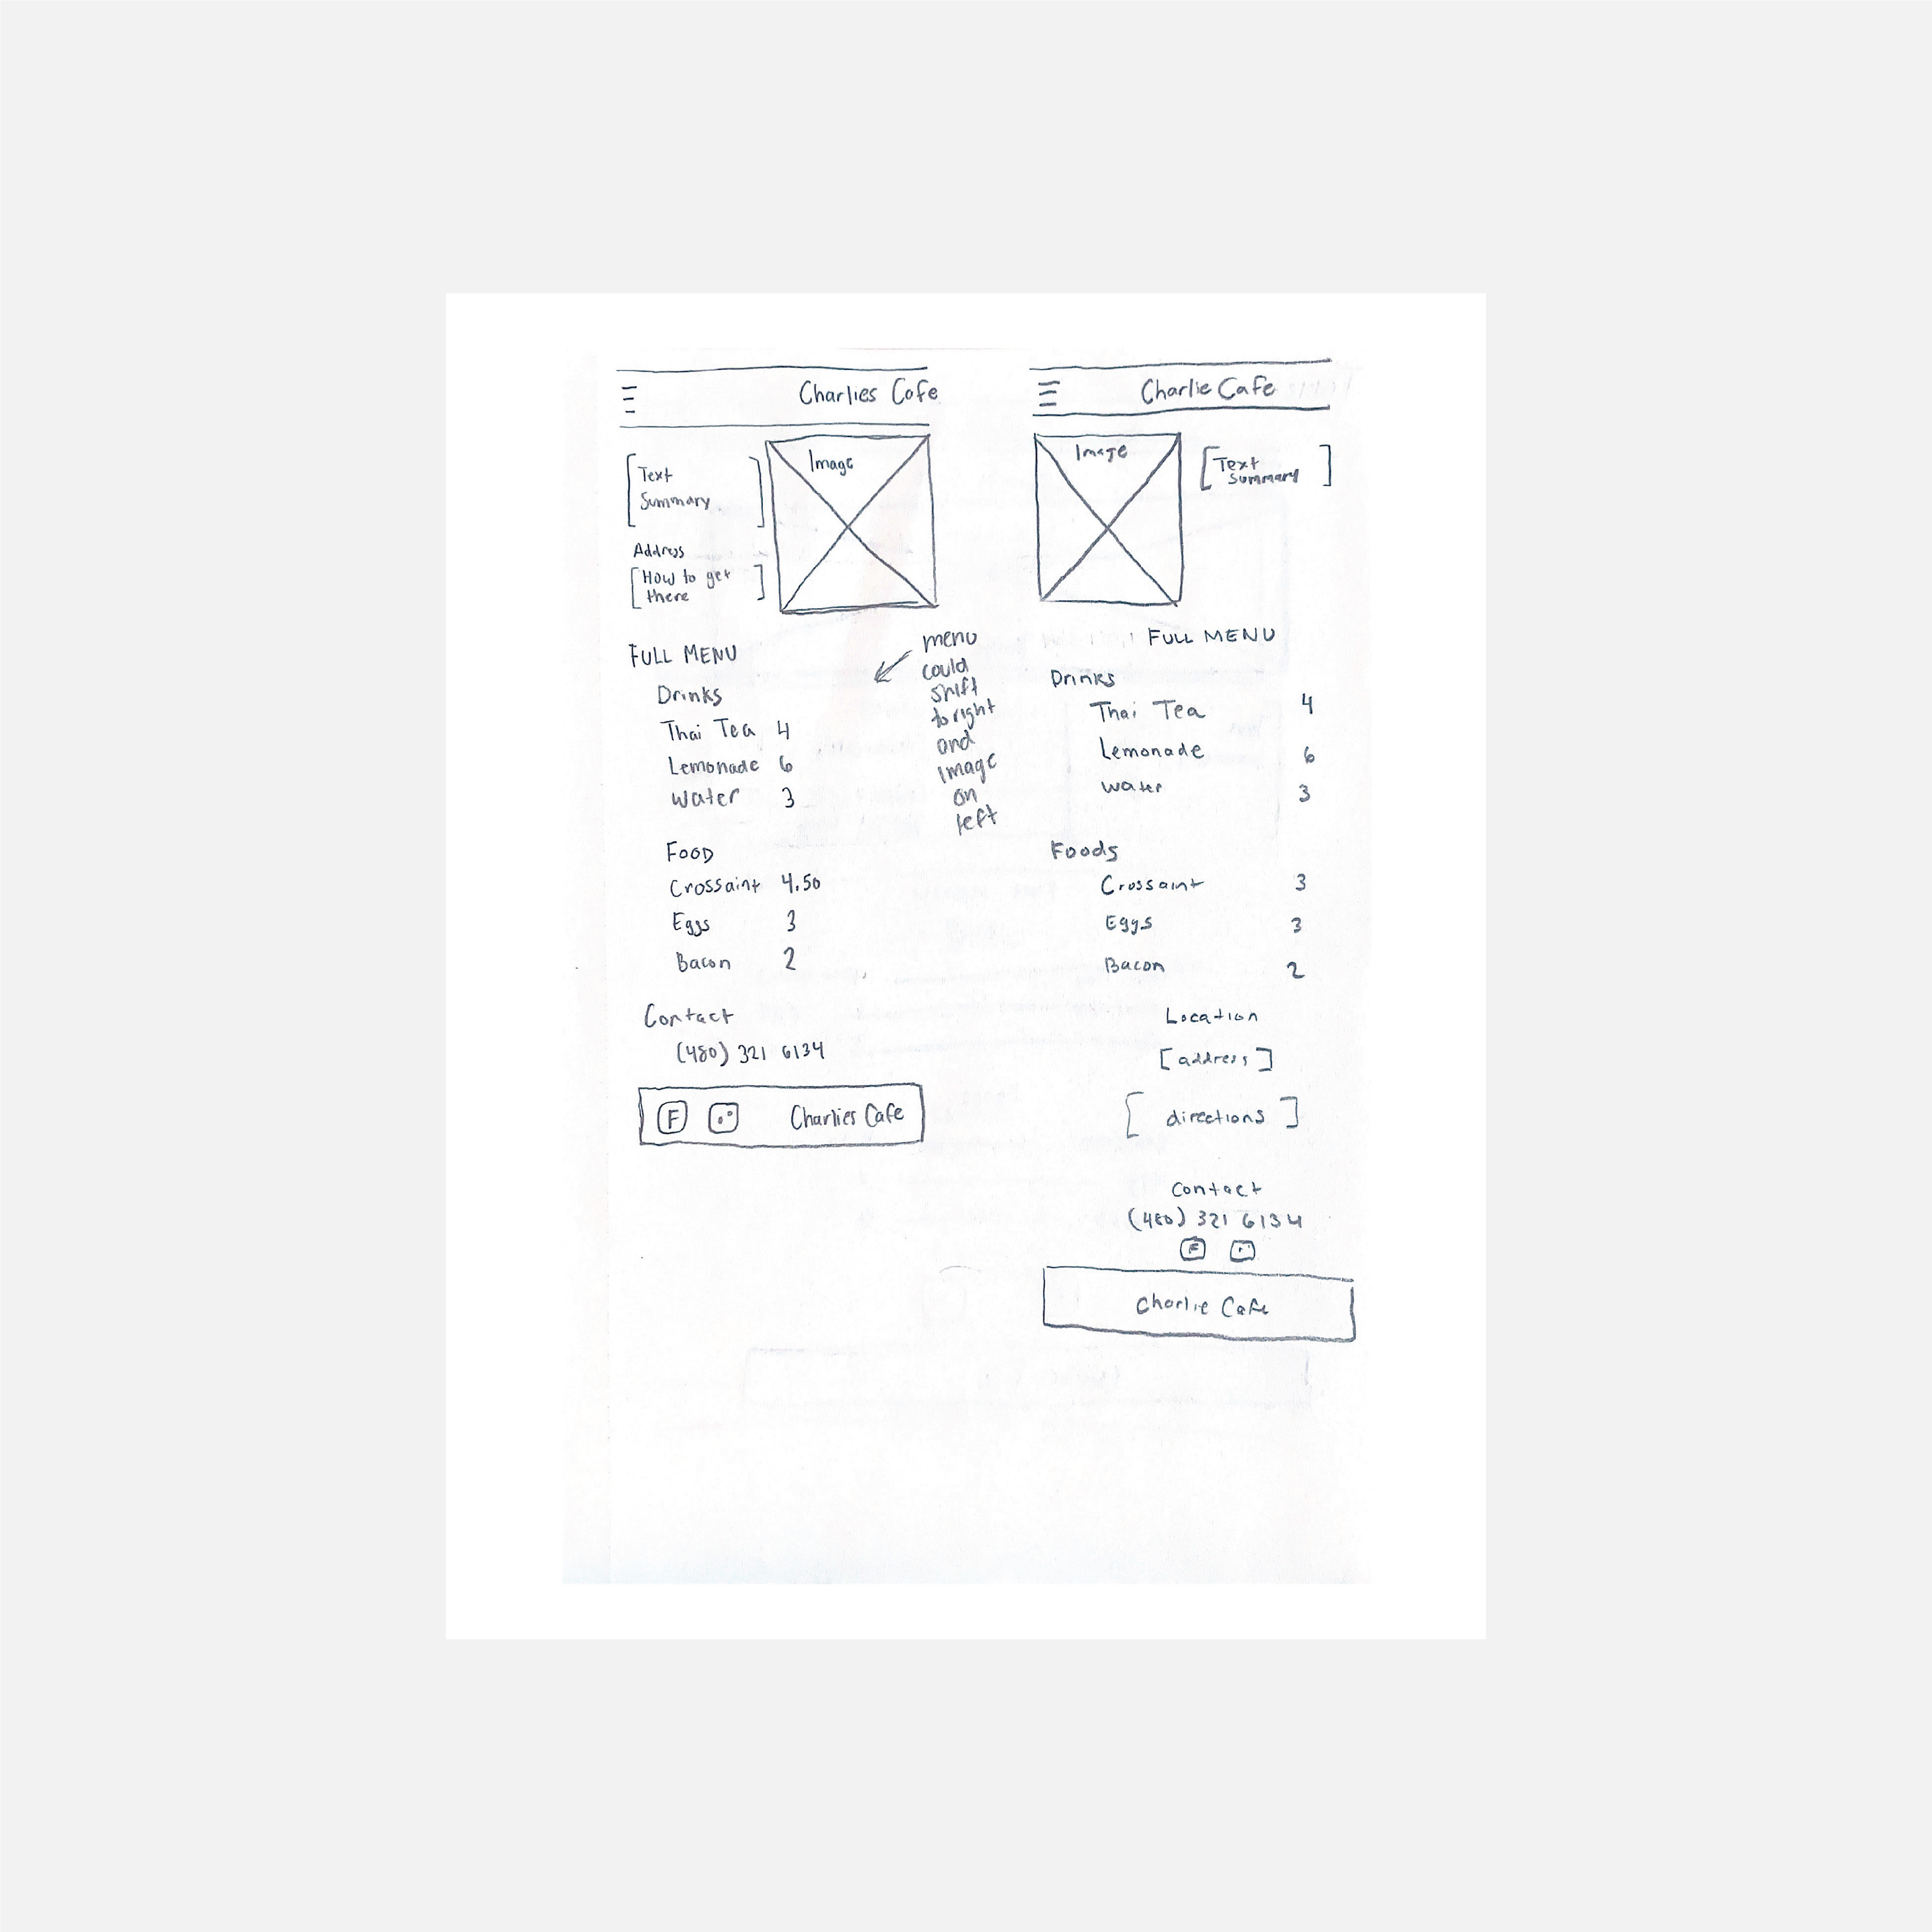 Charlies Cafe
Image
Text
Summary
Address
How to get
there
FULL MENU
Drinks
Thai Tea 4
Lemonade 6
Water 3
FOOD
Crossaint 4.50
Eggs 3
Bacon 2
Contact
(480) 321 6134
F
Charlies Cafe
menu
could
shift
to right
and
image
on
left
Charlie Cafe
Image
Text
Summary
FULL MENU
Drinks
Thai Tea 4
Lemonade 6
water 3
Foods
Crossaint 3
Eggs 3
Bacon 2
Location
[address]
[directions]
Contact
(480) 321 6134
F
Charlie Cafe